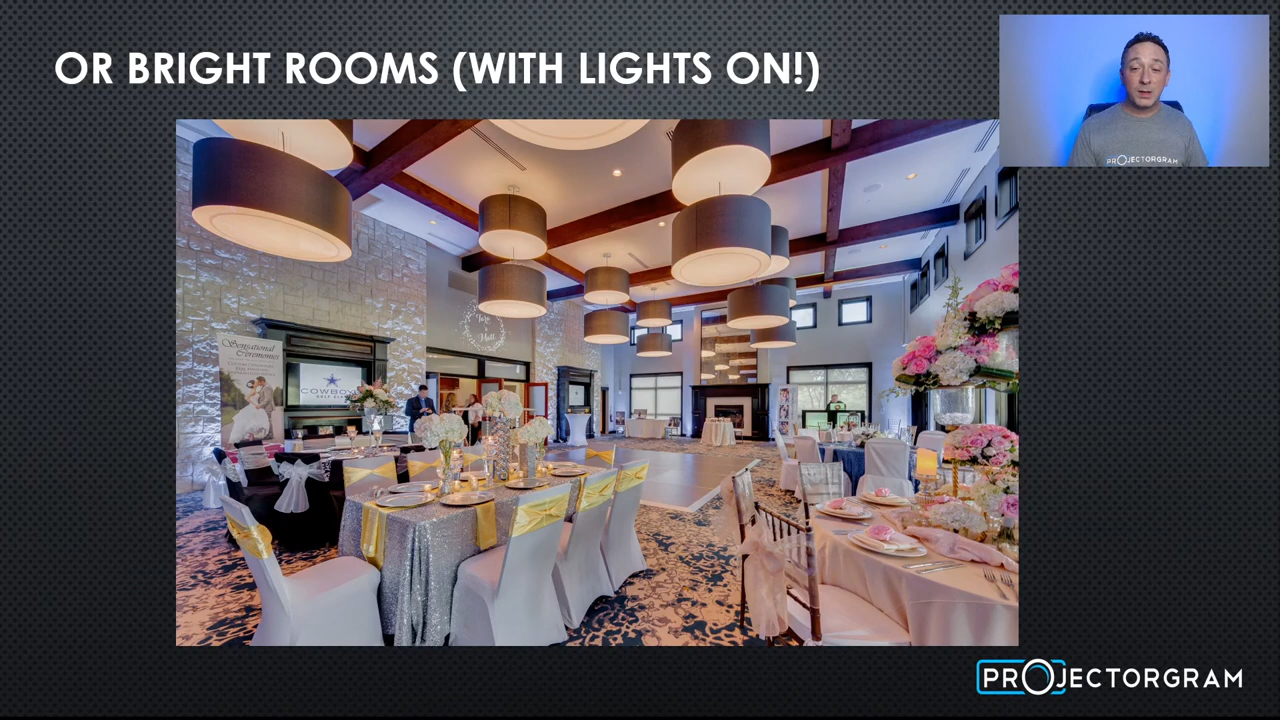 OR BRIGHT ROOMS (WITH LIGHTS ON!)
PROJECTORGRAM
Sensational
Ceremonies
COWBOYS
PROJECTORGRAM